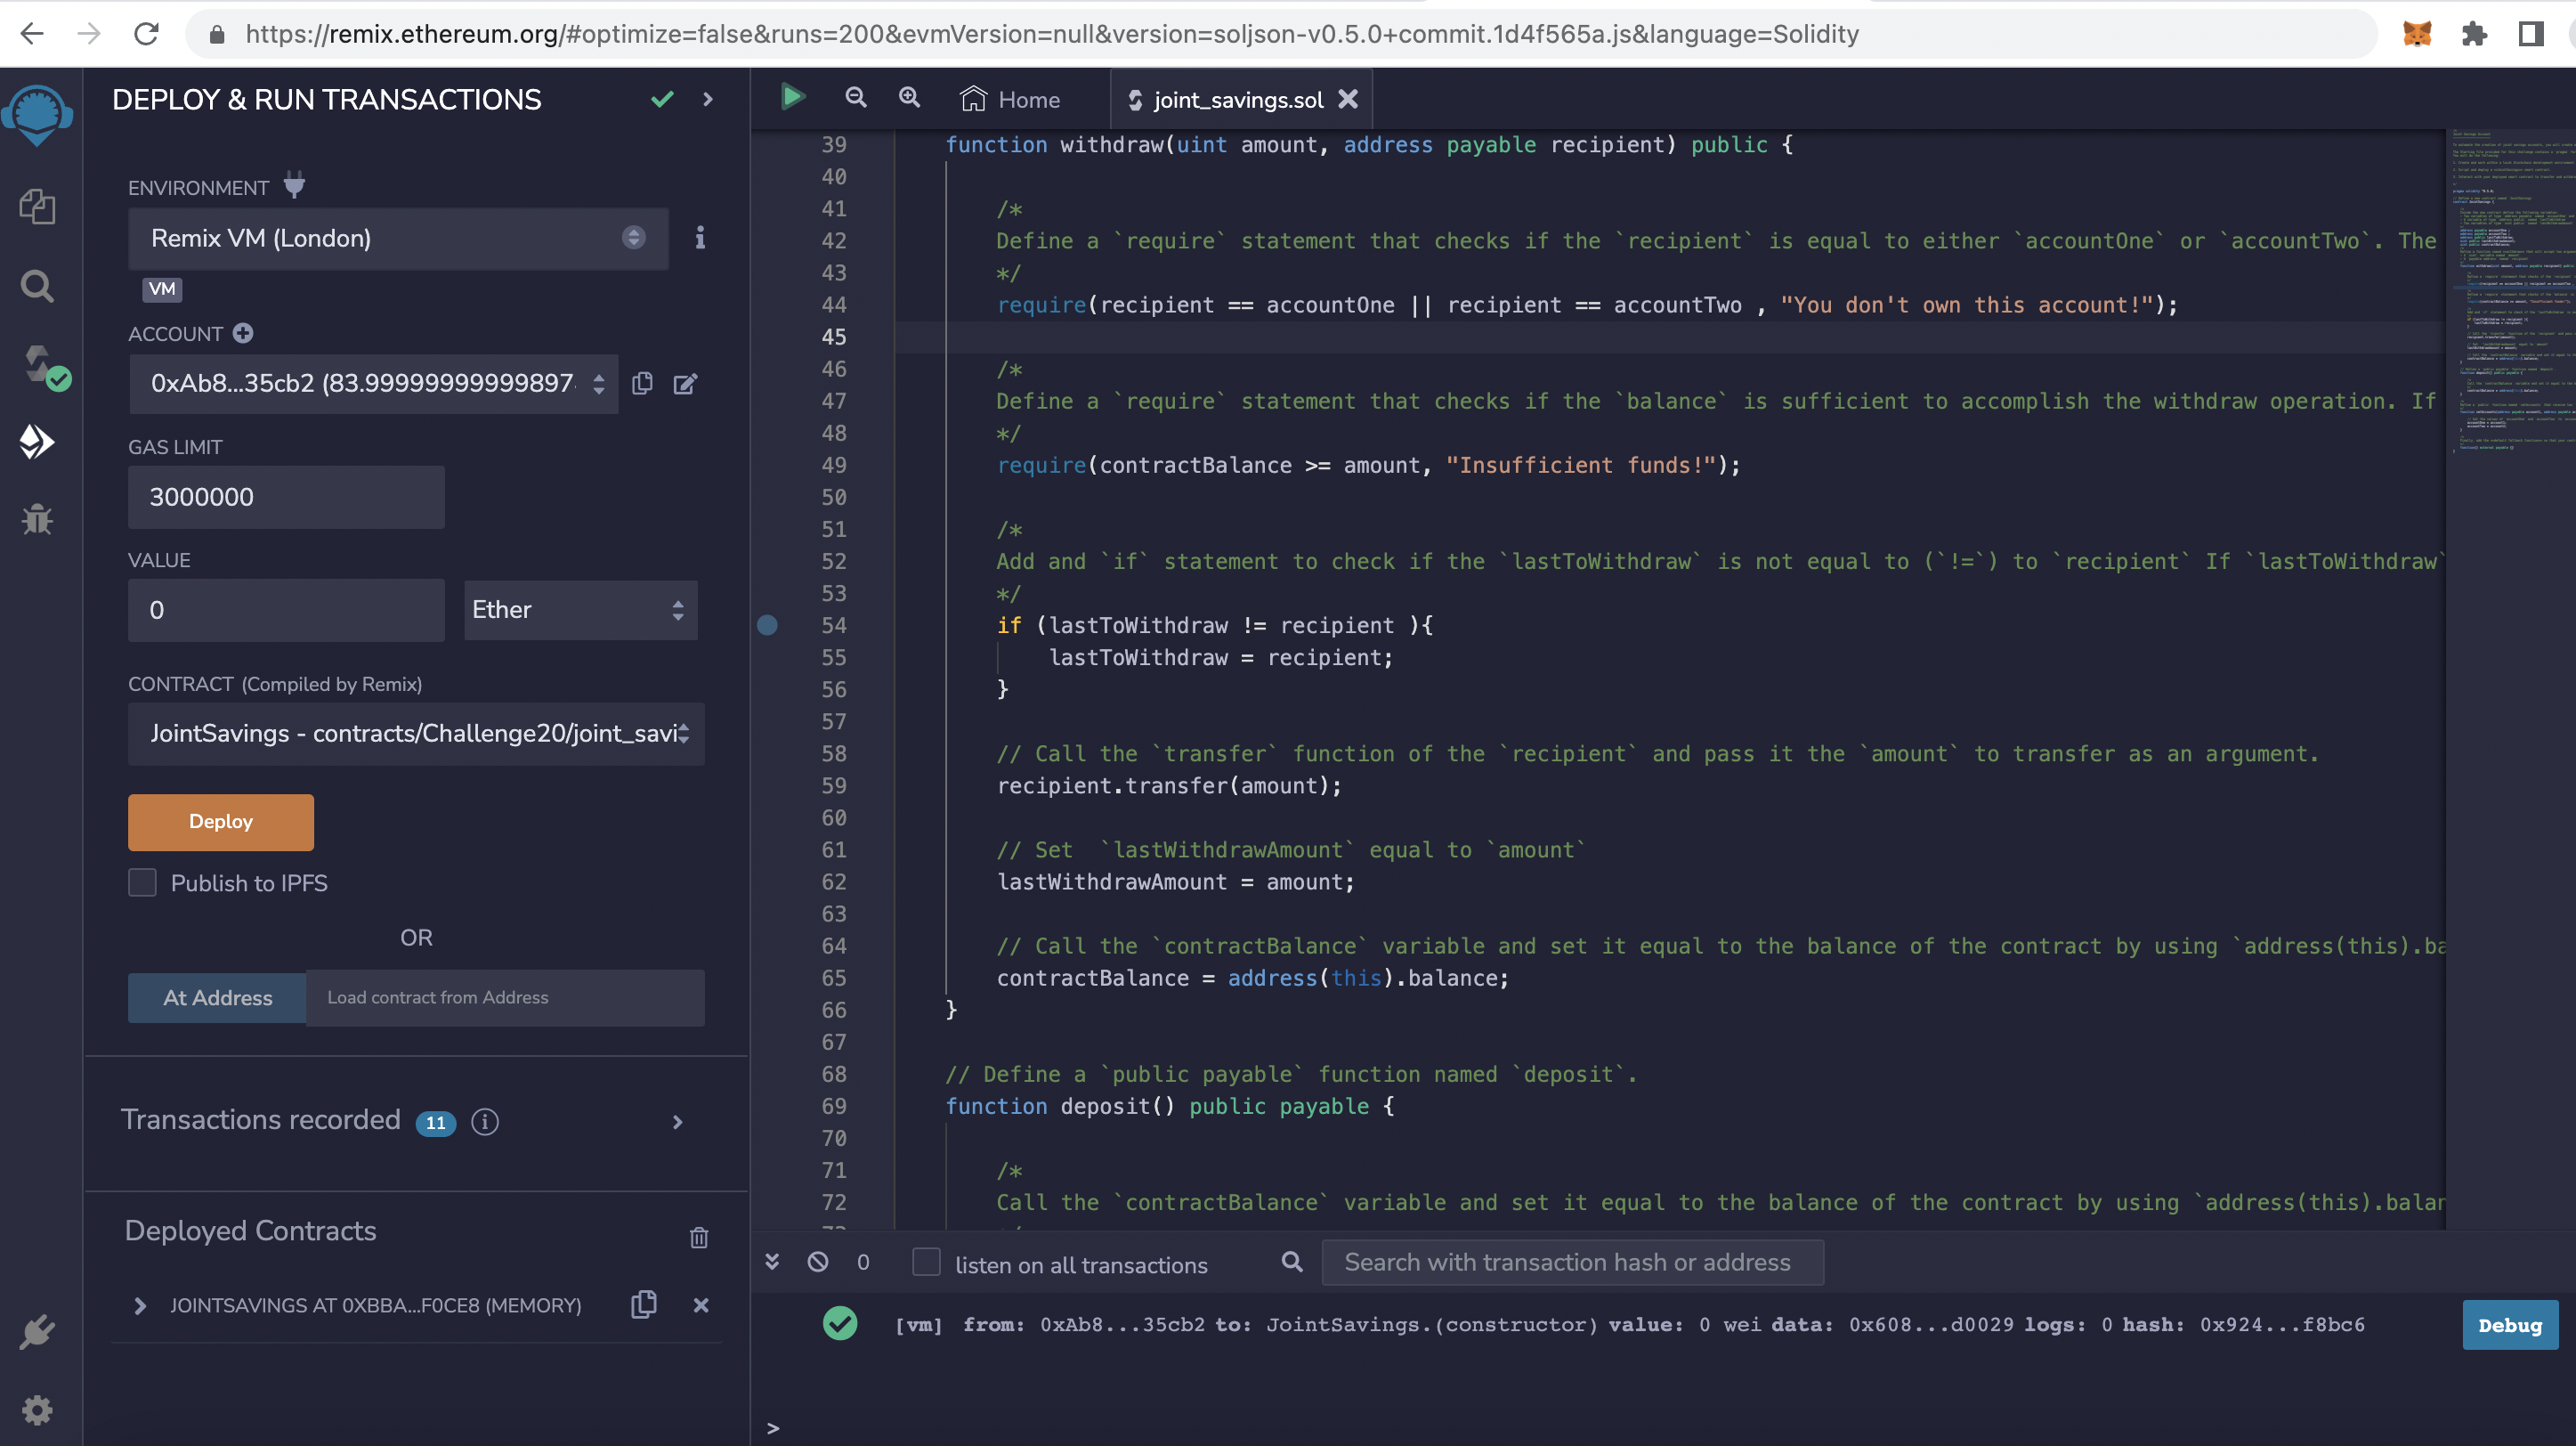 https://remix.ethereum.org/#optimize=false&runs=200&evmVersion=null&version=soljson-v0.5.0+commit.1d4f565a.js&language=Solidity
DEPLOY & RUN TRANSACTIONS
ENVIRONMENT
Remix VM (London)
VM
ACCOUNT
0xAb8...35cb2 (83.9999999999989
GAS LIMIT
3000000
VALUE
0
Ether
CONTRACT (Compiled by Remix)
JointSavings - contracts/Challenge20/joint_savi
Deploy
Publish to IPFS
OR
At Address
Load contract from Address
Transactions recorded 11
Deployed Contracts
JOINTSAVINGS AT 0XBBA...F0CE8 (MEMORY)
Home
joint_savings.sol
39 function withdraw(uint amount, address payable recipient) public {
40
41 /*
42 Define a `require` statement that checks if the `recipient` is equal to either `accountOne` or `accountTwo`. The
43 */
44 require(recipient == accountOne || recipient == accountTwo , "You don't own this account!");
45
46 /*
47 Define a `require` statement that checks if the `balance` is sufficient to accomplish the withdraw operation. If
48 */
49 require(contractBalance >= amount, "Insufficient funds!");
50
51 /*
52 Add and `if` statement to check if the `lastToWithdraw` is not equal to (`!=`) to `recipient` If `lastToWithdraw`
53 */
54 if (lastToWithdraw != recipient ){
55 lastToWithdraw = recipient;
56 }
57
58 // Call the `transfer` function of the `recipient` and pass it the `amount` to transfer as an argument.
59 recipient.transfer(amount);
60
61 // Set  `lastWithdrawAmount` equal to `amount`
62 lastWithdrawAmount = amount;
63
64 // Call the `contractBalance` variable and set it equal to the balance of the contract by using `address(this).ba
65 contractBalance = address(this).balance;
66 }
67
68 // Define a `public payable` function named `deposit`.
69 function deposit() public payable {
70
71 /*
72 Call the `contractBalance` variable and set it equal to the balance of the contract by using `address(this).balan
0
listen on all transactions
Search with transaction hash or address
[vm] from: 0xAb8...35cb2 to: JointSavings.(constructor) value: 0 wei data: 0x608...d0029 logs: 0 hash: 0x924...f8bc6
Debug
>